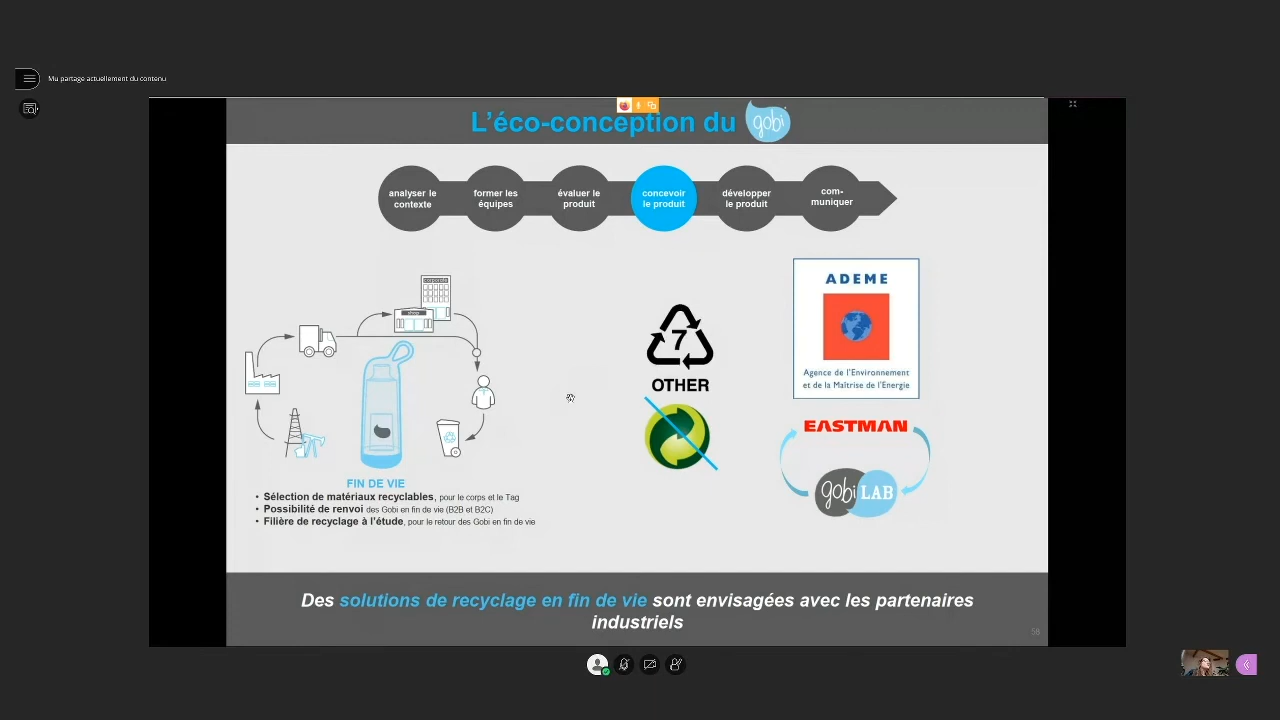 Mu partage actuellement du contenu
L'éco-conception du gobi
analyser le
contexte
former les
équipes
évaluer le
produit
concevoir
le produit
développer
le produit
com-
muniquer
corporate
shop
FIN DE VIE
• Sélection de matériaux recyclables, pour le corps et le Tag
• Possibilité de renvoi des Gobi en fin de vie (B2B et B2C)
• Filière de recyclage à l'étude, pour le retour des Gobi en fin de vie
7
OTHER
ADEME
Agence de l'Environnement
et de la Maîtrise de l'Energie
EASTMAN
gobi LAB
Des solutions de recyclage en fin de vie sont envisagées avec les partenaires
industriels
56